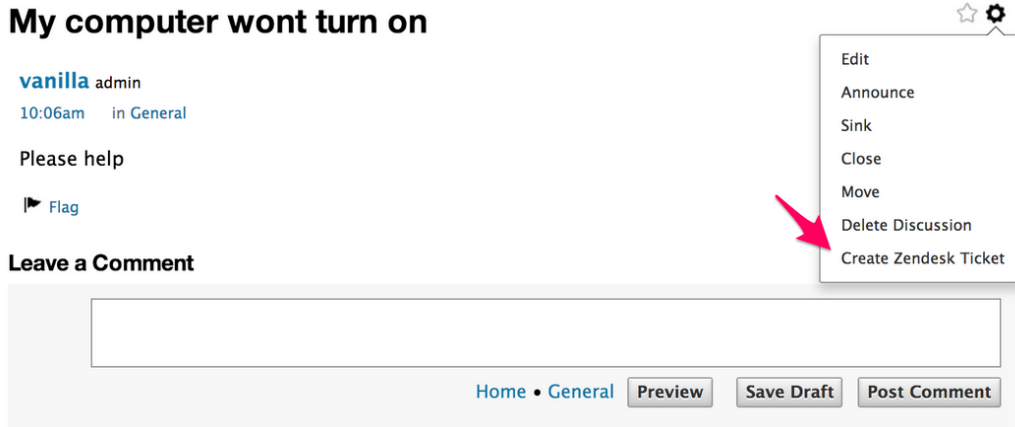 My computer wont turn on
vanilla admin
10:06am in General
Please help
Flag
Edit
Announce
Sink
Close
Move
Delete Discussion
Create Zendesk Ticket
Leave a Comment
Home • General Preview Save Draft Post Comment